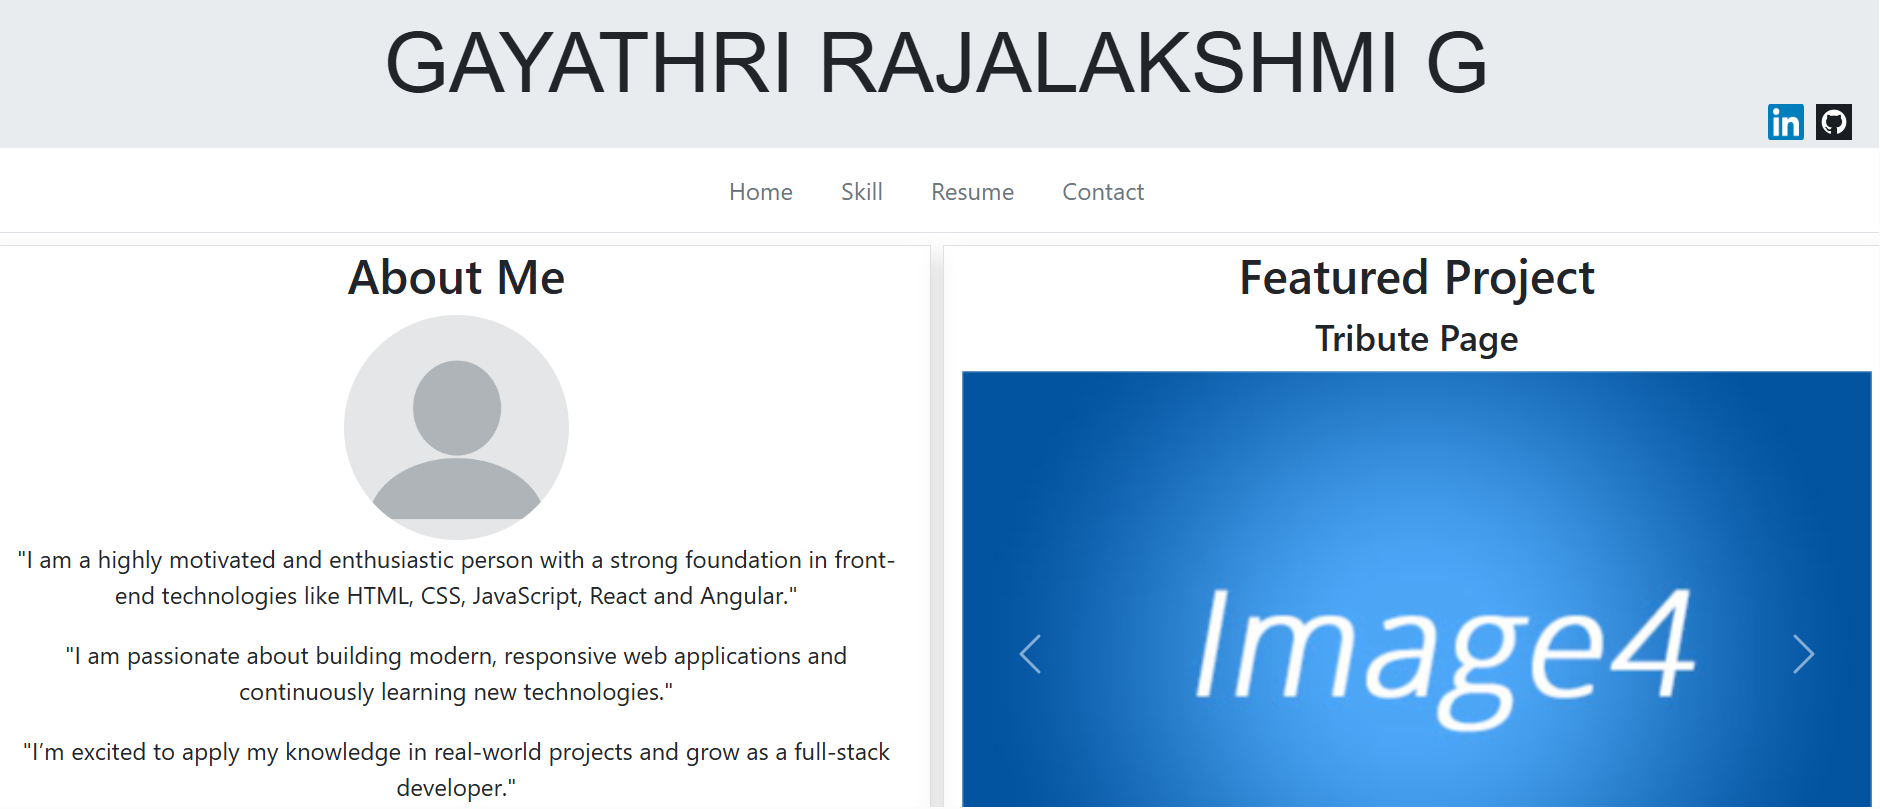 GAYATHRI RAJALAKSHMI G
in
Home Skill Resume Contact
About Me
"I am a highly motivated and enthusiastic person with a strong foundation in front-
end technologies like HTML, CSS, JavaScript, React and Angular."
"I am passionate about building modern, responsive web applications and
continuously learning new technologies."
"I’m excited to apply my knowledge in real-world projects and grow as a full-stack
developer."
Featured Project
Tribute Page
Image4